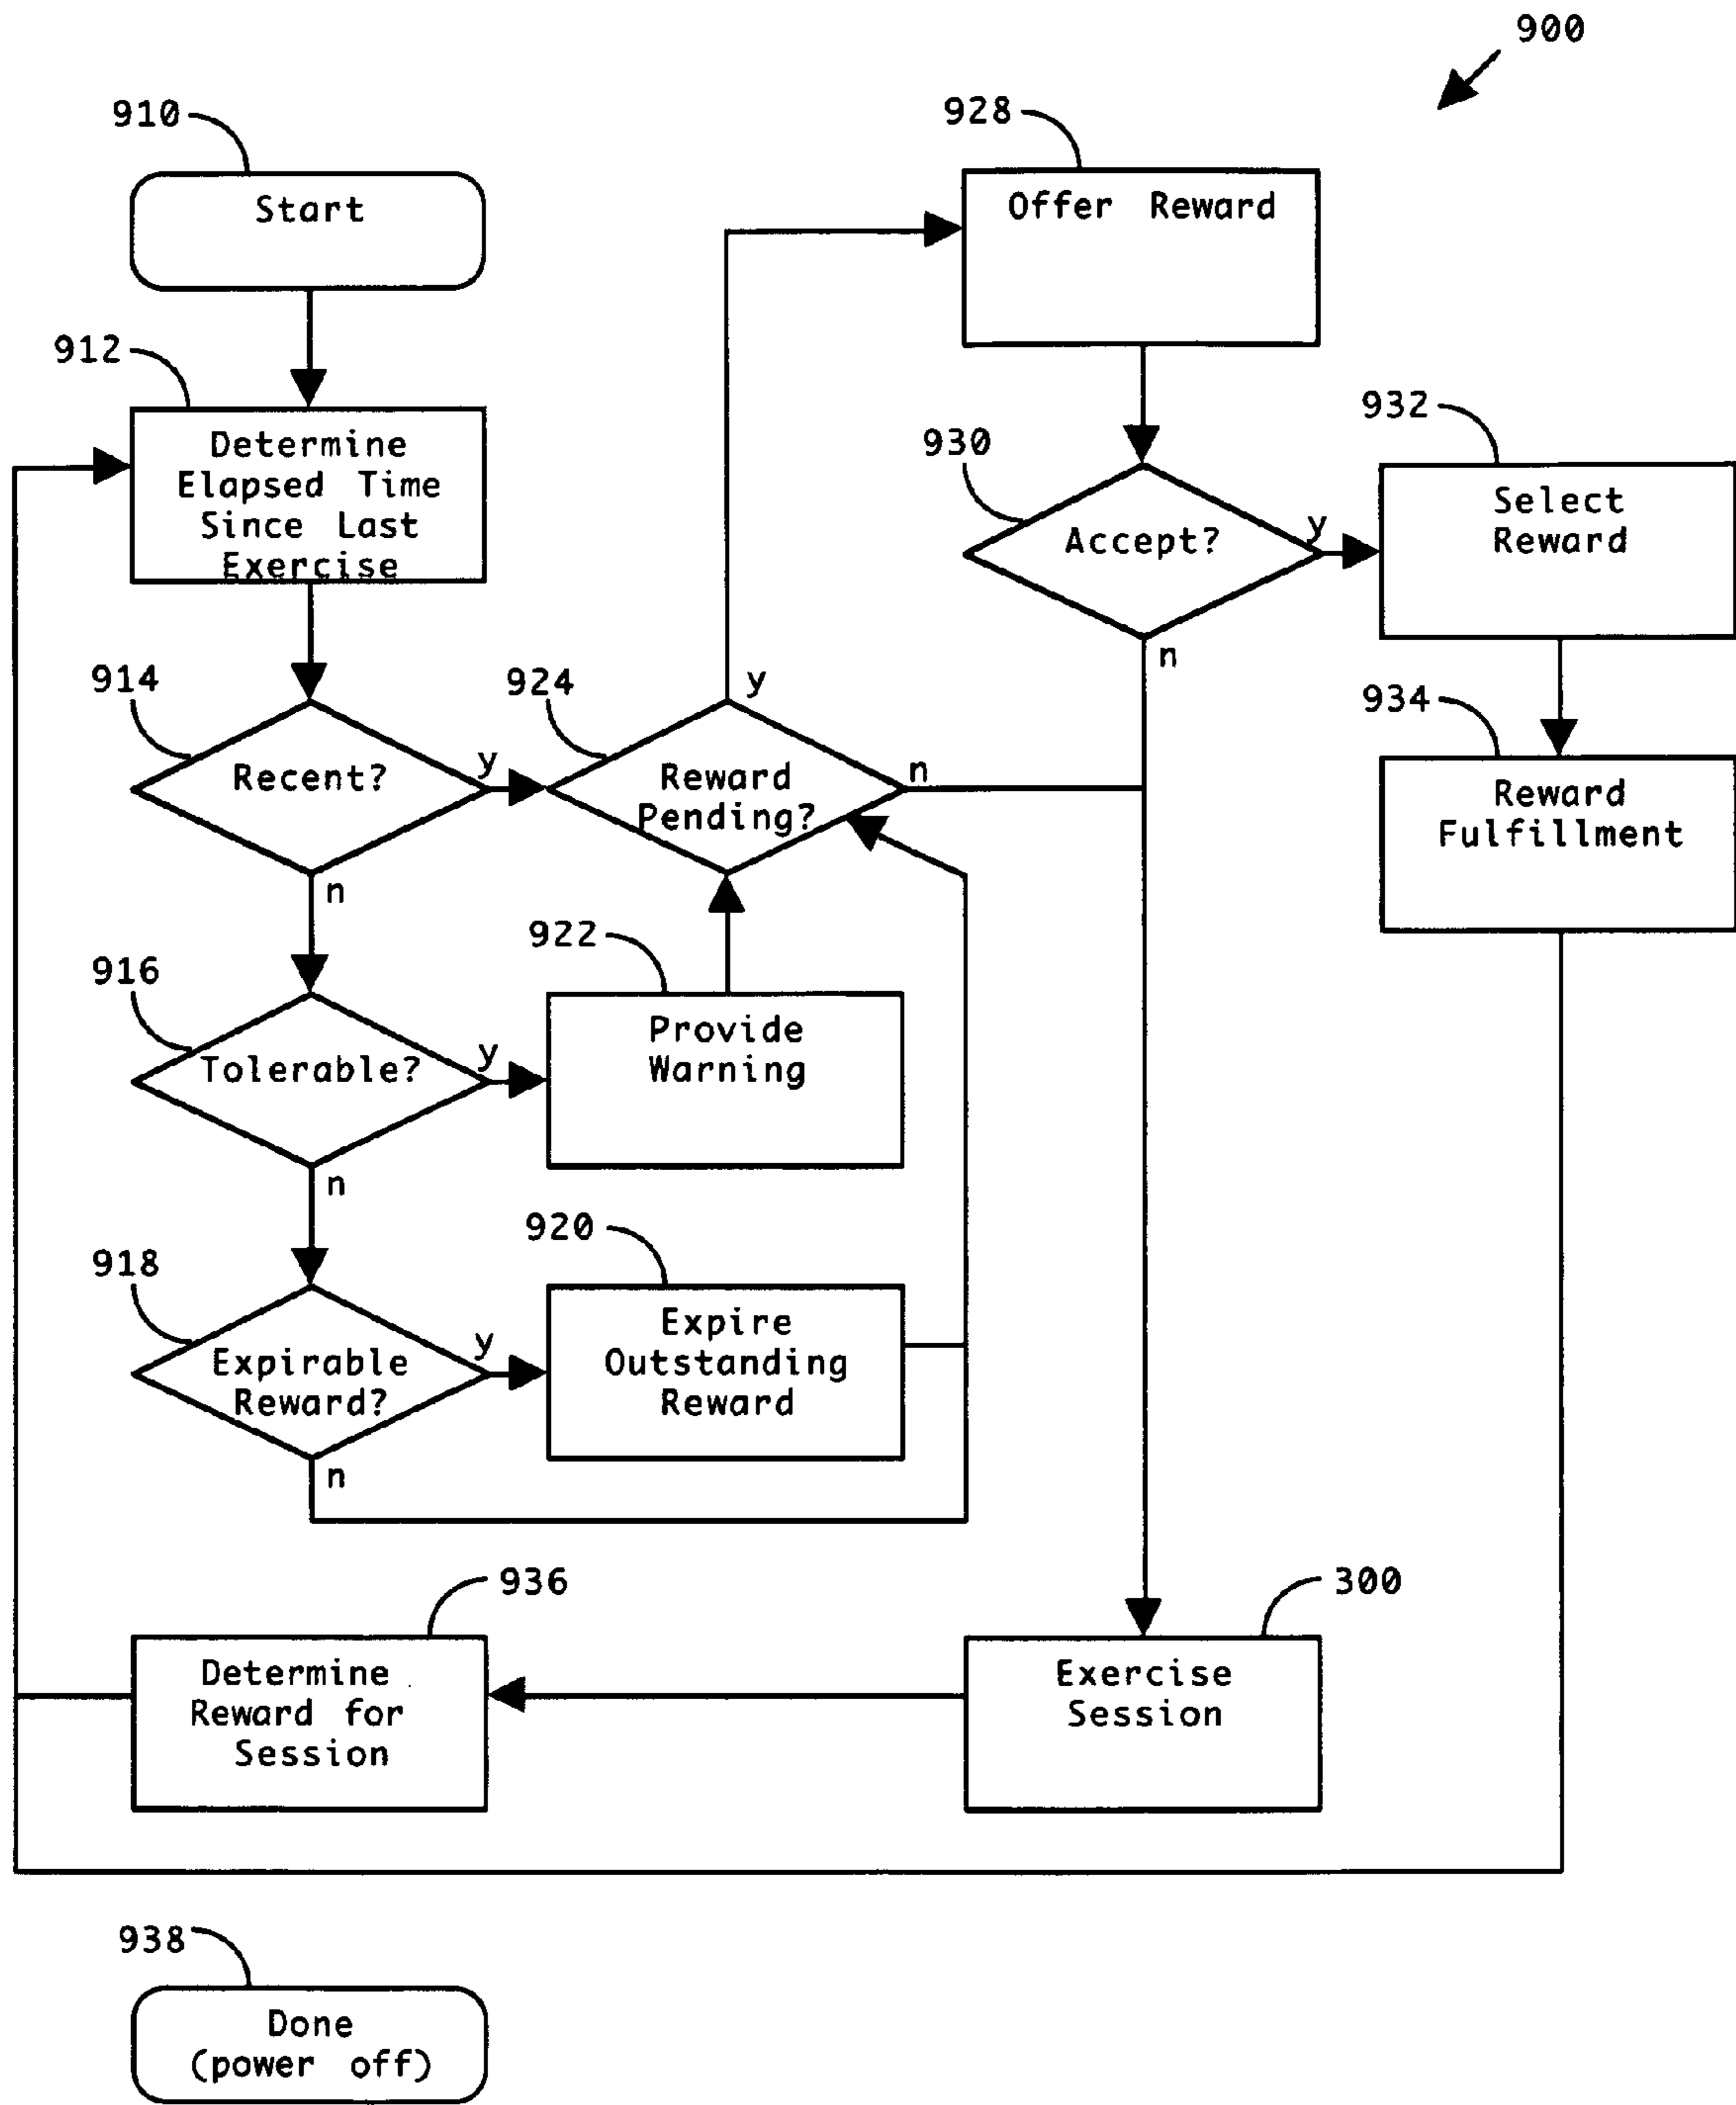 900
910
Start
928
Offer Reward
912
Determine
Elapsed Time
Since Last
Exercise
930
Accept?
y
n
932
Select
Reward
914
Recent?
y
n
924
Reward
Pending?
y
n
934
Reward
Fulfillment
916
Tolerable?
y
n
922
Provide
Warning
918
Expirable
Reward?
y
n
920
Expire
Outstanding
Reward
936
Determine
Reward for
Session
300
Exercise
Session
938
Done
(power off)